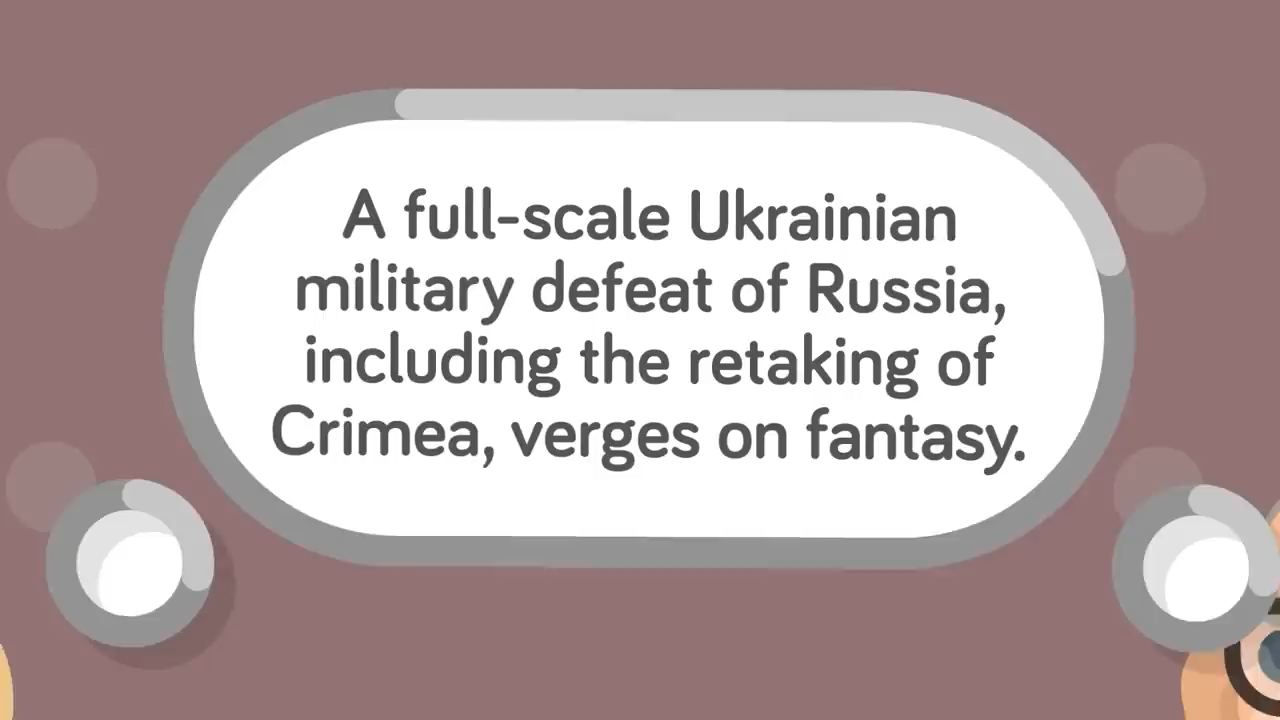 A full-scale Ukrainian
military defeat of Russia,
including the retaking of
Crimea, verges on fantasy.